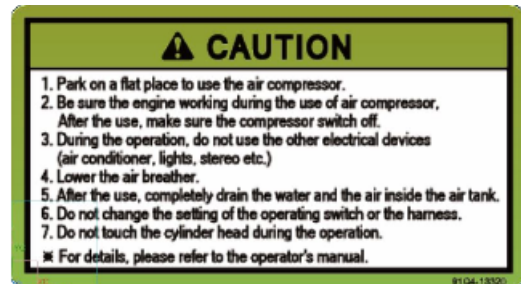 CAUTION
1. Park on a flat place to use the air compressor.
2. Be sure the engine working during the use of air compressor,
After the use, make sure the compressor switch off.
3. During the operation, do not use the other electrical devices
(air conditioner, lights, stereo etc.)
4. Lower the air breather.
5. After the use, completely drain the water and the air inside the air tank.
6. Do not change the setting of the operating switch or the harness.
7. Do not touch the cylinder head during the operation.
※ For details, please refer to the operator's manual.